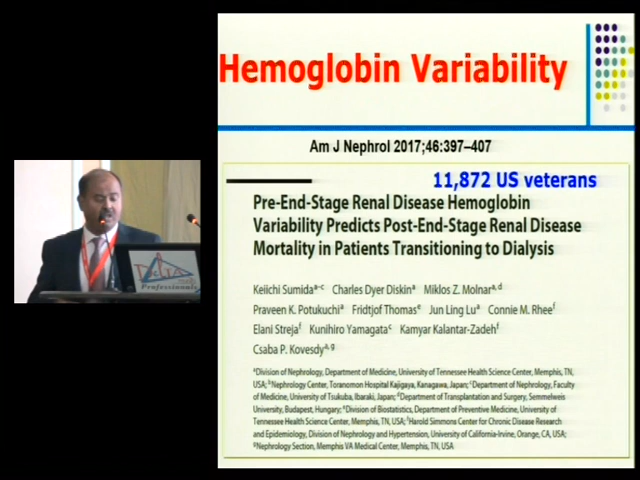 Hemoglobin Variability
Am J Nephrol 2017;46:397–407
11,872 US veterans
Pre-End-Stage Renal Disease Hemoglobin
Variability Predicts Post-End-Stage Renal Disease
Mortality in Patients Transitioning to Dialysis
Keiichi Sumida a–c Charles Dyer Diskin a Miklos Z. Molnar a, d
Praveen K. Potukuchi a Fridtjof Thomas e Jun Ling Lu a Connie M. Rhee f
Elani Streja f Kunihiro Yamagata c Kamyar Kalantar-Zadeh f
Csaba P. Kovesdy a, g
a Division of Nephrology, Department of Medicine, University of Tennessee Health Science Center, Memphis, TN,
USA; b Nephrology Center, Toranomon Hospital Kajigaya, Kanagawa, Japan; c Department of Nephrology, Faculty
of Medicine, University of Tsukuba, Ibaraki, Japan; d Department of Transplantation and Surgery, Semmelweis
University, Budapest, Hungary; e Division of Biostatistics, Department of Preventive Medicine, University of
Tennessee Health Science Center, Memphis, TN, USA; f Harold Simmons Center for Chronic Disease Research
and Epidemiology, Division of Nephrology and Hypertension, University of California-Irvine, Orange, CA, USA;
g Nephrology Section, Memphis VA Medical Center, Memphis, TN, USA
Delta
Professionals